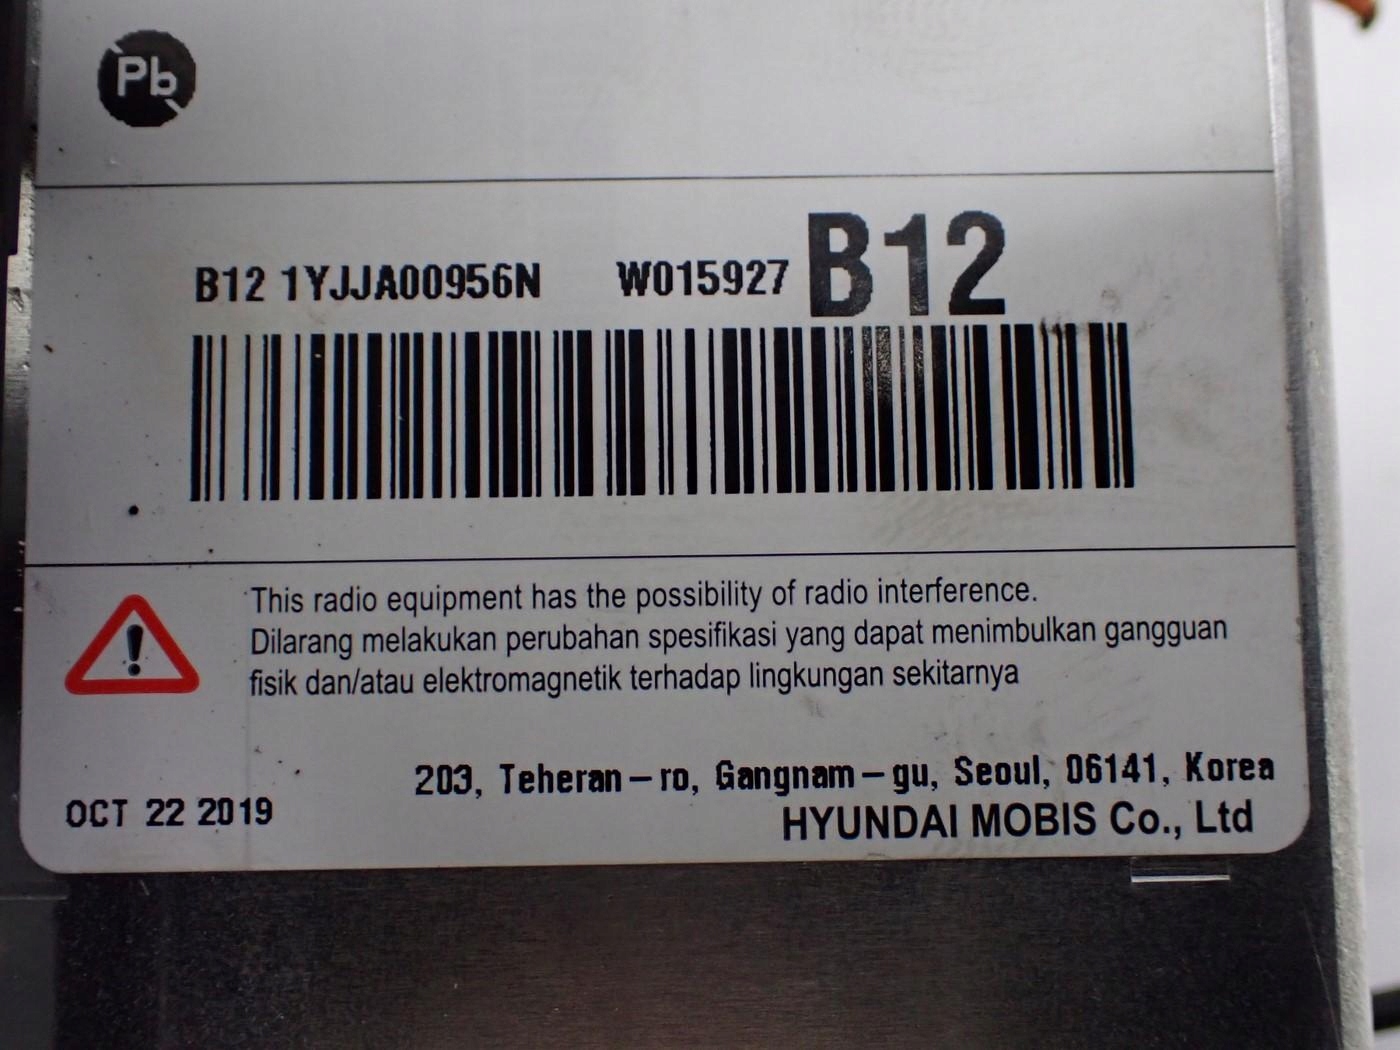 Pb
B12 1YJJA00956N W015927 B12
This radio equipment has the possibility of radio interference.
Dilarang melakukan perubahan spesifikasi yang dapat menimbulkan gangguan
fisik dan/atau elektromagnetik terhadap lingkungan sekitarnya
203, Teheran-ro, Gangnam-gu, Seoul, 06141, Korea
OCT 22 2019 HYUNDAI MOBIS Co., Ltd